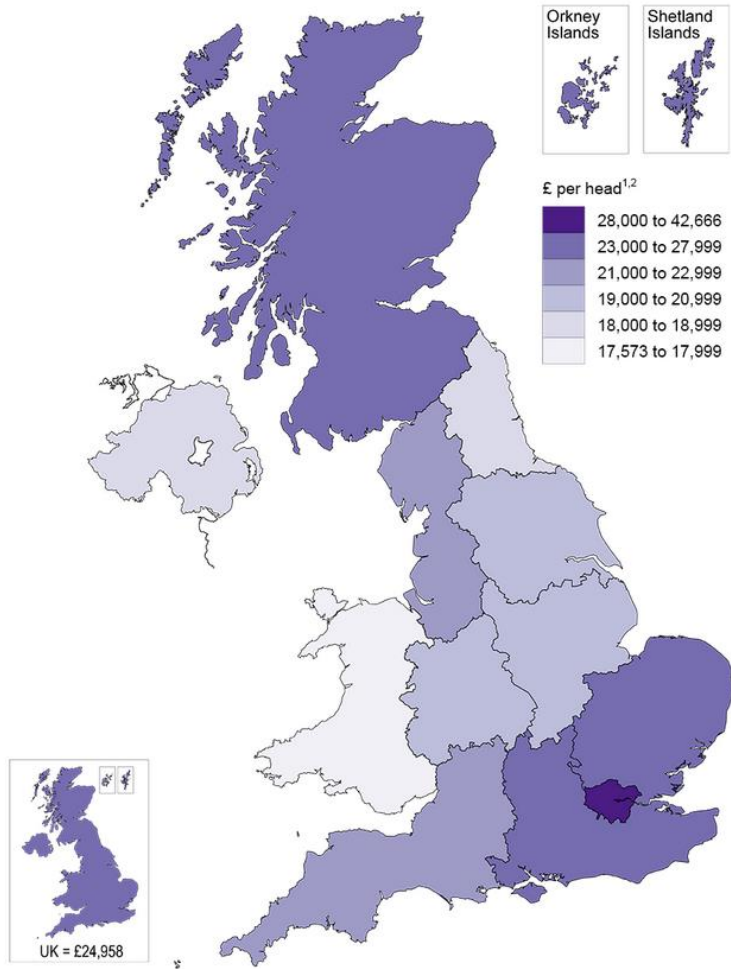 Orkney
Islands
Shetland
Islands
£ per head1,2
28,000 to 42,666
23,000 to 27,999
21,000 to 22,999
19,000 to 20,999
18,000 to 18,999
17,573 to 17,999
UK = £24,958